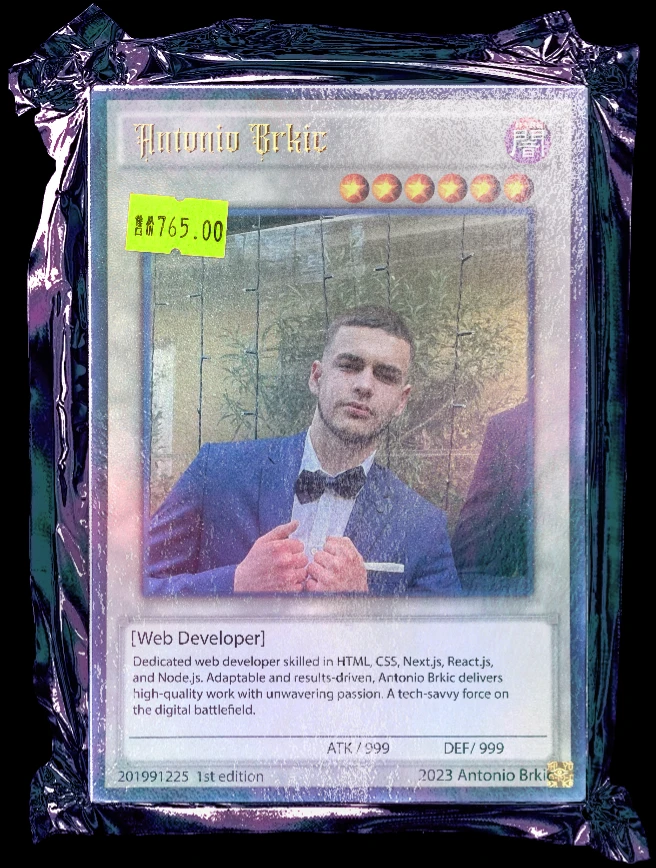 Antonio Brkic
闇
765.00
[Web Developer]
Dedicated web developer skilled in HTML, CSS, Next.js, React.js,
and Node.js. Adaptable and results-driven, Antonio Brkic delivers
high-quality work with unwavering passion. A tech-savvy force on
the digital battlefield.
ATK / 999 DEF/ 999
201991225 1st edition 2023 Antonio Brkic